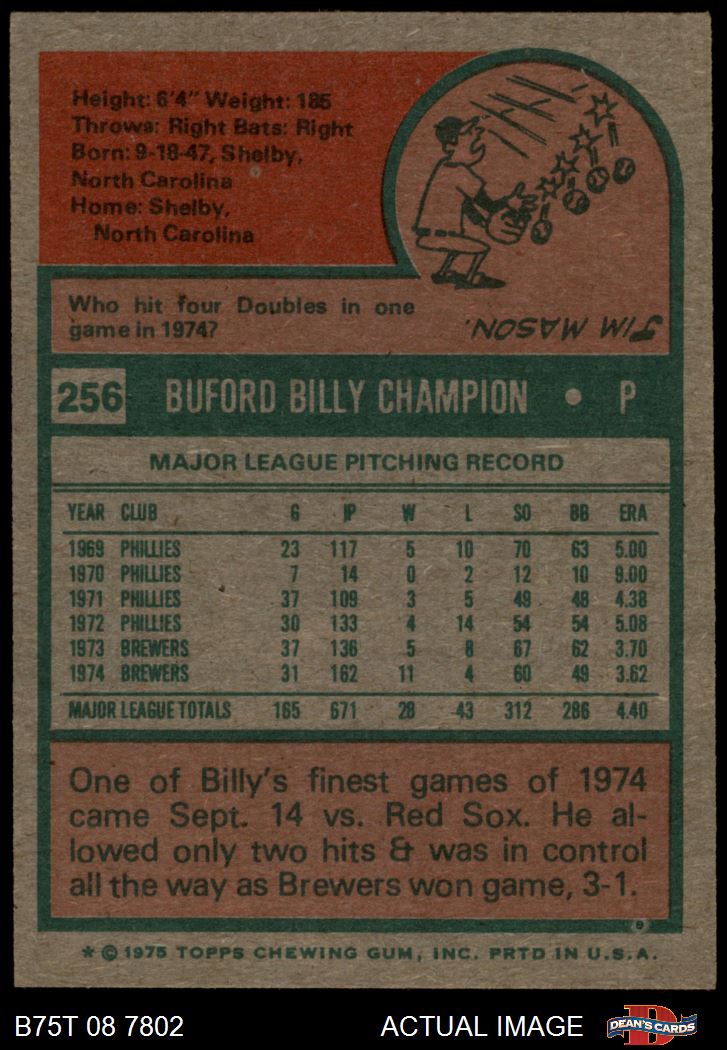 Height: 6'4" Weight: 185
Throws: Right Bats: Right
Born: 9-18-47, Shelby,
North Carolina
Home: Shelby,
North Carolina
Who hit four Doubles in one
game in 1974?
JIM MASON.
256 BUFORD BILLY CHAMPION • P
MAJOR LEAGUE PITCHING RECORD
YEAR CLUB G IP W L SO BB ERA
1969 PHILLIES 23 117 5 10 70 63 5.00
1970 PHILLIES 7 14 0 2 12 10 9.00
1971 PHILLIES 37 109 3 5 49 48 4.38
1972 PHILLIES 30 133 4 14 54 54 5.08
1973 BREWERS 37 136 5 8 67 62 3.70
1974 BREWERS 31 162 11 4 60 49 3.62
MAJOR LEAGUE TOTALS 165 671 28 43 312 286 4.40
One of Billy's finest games of 1974
came Sept. 14 vs. Red Sox. He al-
lowed only two hits & was in control
all the way as Brewers won game, 3-1.
* © 1975 TOPPS CHEWING GUM, INC. PRTD IN U.S.A.
B75T 08 7802 ACTUAL IMAGE DEAN'S CARDS